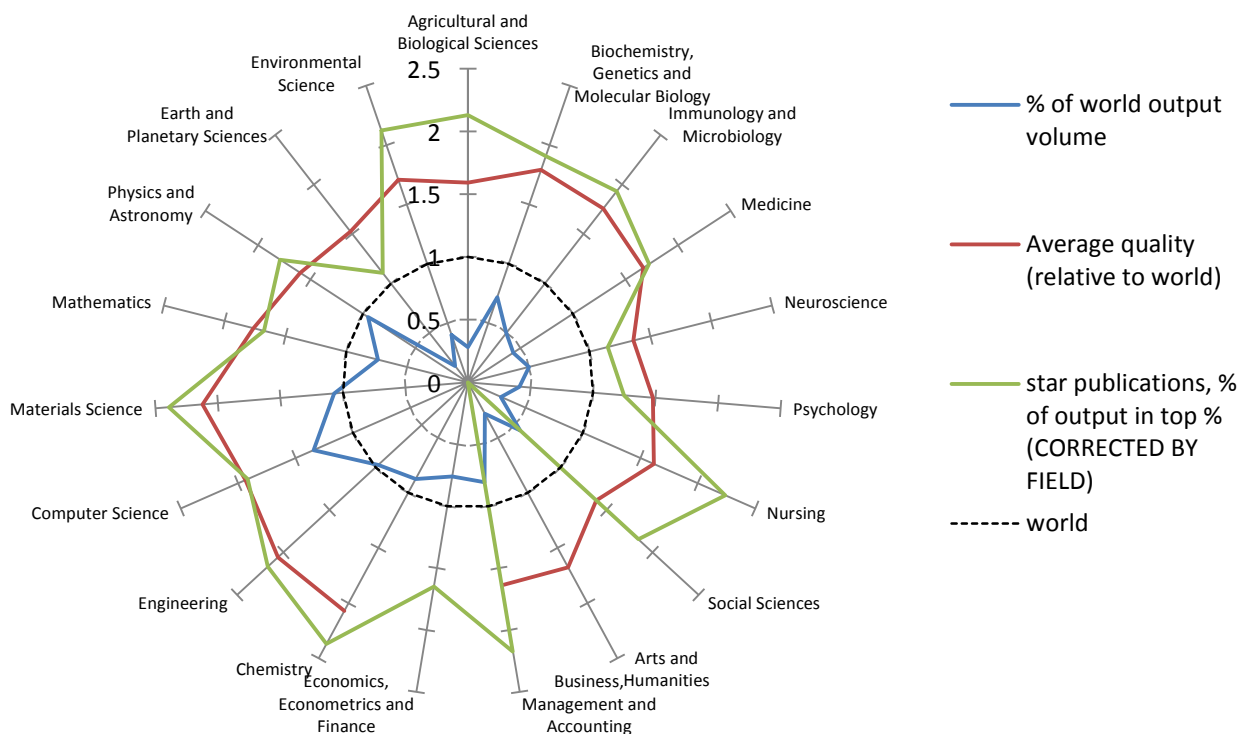 Agricultural and
Biological Sciences
Biochemistry,
Genetics and
Molecular Biology
Immunology and
Microbiology
Medicine
Neuroscience
Psychology
Nursing
Social Sciences
Arts and
Humanities
Business,
Management and
Accounting
Economics,
Econometrics and
Finance
Chemistry
Engineering
Computer Science
Materials Science
Mathematics
Physics and
Astronomy
Earth and
Planetary Sciences
Environmental
Science
2.5
2
1.5
1
0.5
0
% of world output
volume
Average quality
(relative to world)
star publications, %
of output in top %
(CORRECTED BY
FIELD)
world